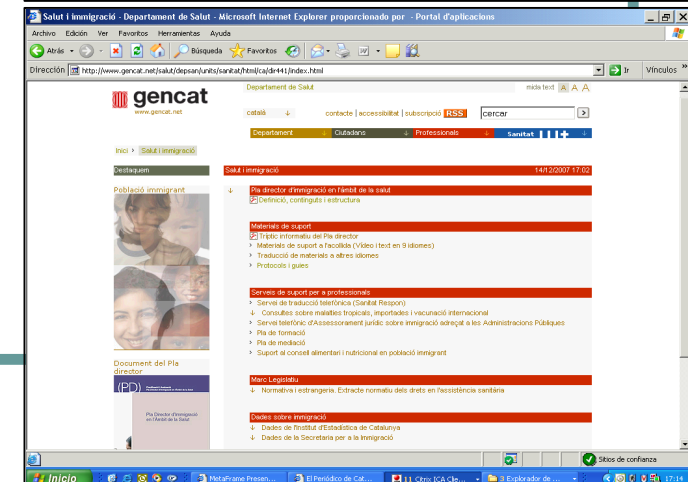 Salut i immigració - Departament de Salut - Microsoft Internet Explorer proporcionado por - Portal d'aplicacions
Archivo Edición Ver Favoritos Herramientas Ayuda
Atrás Búsqueda Favoritos
Dirección http://www.gencat.net/salut/depsan/units/sanitat/html/ca/dir441/index.html Ir Vínculos »
gencat
www.gencat.net
Departament de Salut mida text A A A
català contacte | accessibilitat | subscripció RSS cercar
Departament Ciutadans Professionals Sanitat
Inici > Salut i immigració
Destaquem
Salut i immigració 14/12/2007 17:02
Població immigrant
Pla director d'immigració en l'àmbit de la salut
Definició, continguts i estructura
Materials de suport
Tríptic informatiu del Pla director
Materials de suport a l'acollida (Vídeo i text en 9 idiomes)
Traducció de materials a altres idiomes
Protocols i guies
Serveis de suport per a professionals
Servei de traducció telefònica (Sanitat Respon)
Consultes sobre malalties tropicals, importades i vacunació internacional
Servei telefònic d'Assessorament jurídic sobre immigració adreçat a les Administracions Públiques
Pla de formació
Pla de mediació
Suport al consell alimentari i nutricional en població immigrant
Document del Pla director
(PD)
Pla Director d'Immigració en l'Àmbit de la Salut
Marc Legislatiu
Normativa i estrangeria. Extracte normatiu dels drets en l'assistència sanitària
Dades sobre immigració
Dades de l'Institut d'Estadística de Catalunya
Dades de la Secretaria per a la Immigració
Sitios de confianza
Inicio MetaFrame Presen... El Periódico de Cat... 11 Citrix ICA Clie... 3 Explorador de ... 17:14